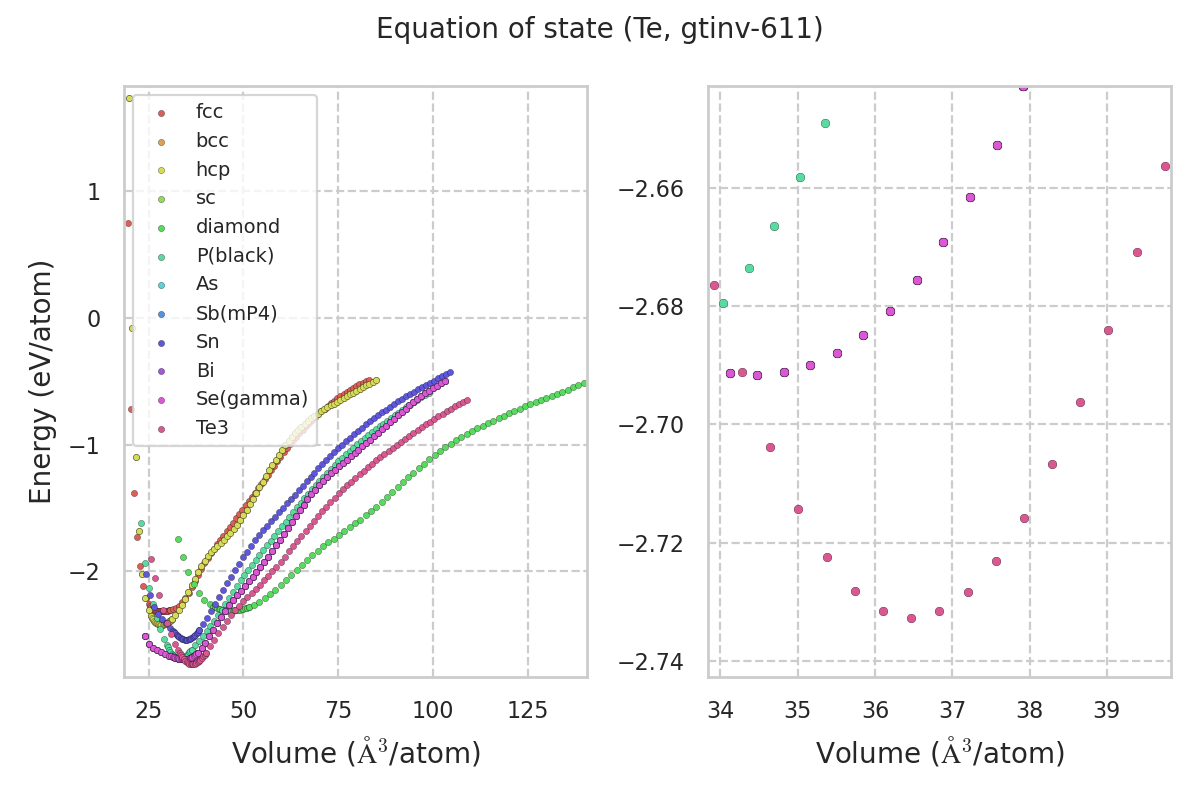 Equation of state (Te, gtinv-611)
Energy (eV/atom)
1
0
−1
−2
fcc
bcc
hcp
sc
diamond
P(black)
As
Sb(mP4)
Sn
Bi
Se(gamma)
Te3
25 50 75 100 125
Volume (Å³/atom)
−2.66
−2.68
−2.70
−2.72
−2.74
34 35 36 37 38 39
Volume (Å³/atom)